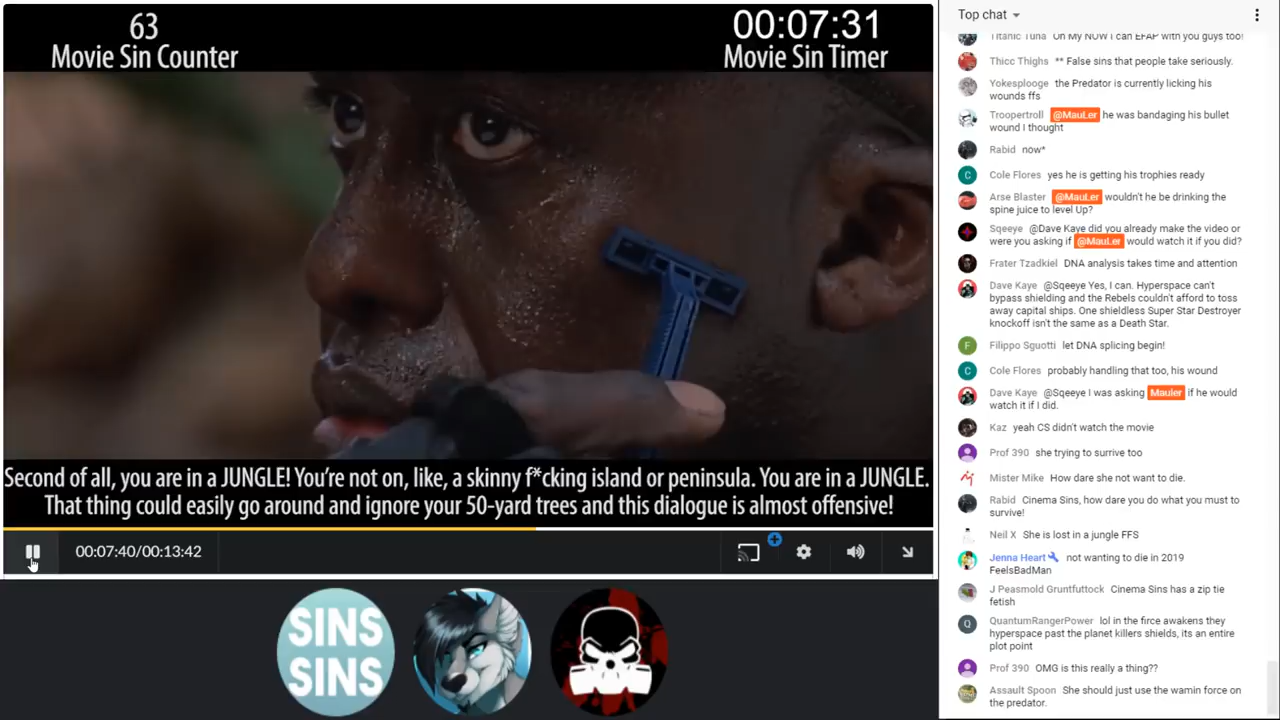 63
Movie Sin Counter
00:07:31
Movie Sin Timer
Second of all, you are in a JUNGLE! You're not on, like, a skinny f*cking island or peninsula. You are in a JUNGLE.
That thing could easily go around and ignore your 50-yard trees and this dialogue is almost offensive!
00:07:40/00:13:42
SINS
SINS
Top chat
Titanic Tuna Oh My NOW I can EFAP with you guys too!
Thicc Thighs ** False sins that people take seriously.
Yokesplooge the Predator is currently licking his
wounds ffs
Troopertroll @MauLer he was bandaging his bullet
wound I thought
Rabid now*
C Cole Flores yes he is getting his trophies ready
Arse Blaster @MauLer wouldn't he be drinking the
spine juice to level Up?
Sqeeye @Dave Kaye did you already make the video or
were you asking if @MauLer would watch it if you did?
Frater Tzadkiel DNA analysis takes time and attention
Dave Kaye @Sqeeye Yes, I can. Hyperspace can't
bypass shielding and the Rebels couldn't afford to toss
away capital ships. One shieldless Super Star Destroyer
knockoff isn't the same as a Death Star.
F Filippo Sguotti let DNA splicing begin!
C Cole Flores probably handling that too, his wound
Dave Kaye @Sqeeye I was asking Mauler if he would
watch it if I did.
Kaz yeah CS didn't watch the movie
Prof 390 she trying to surrive too
Mister Mike How dare she not want to die.
Rabid Cinema Sins, how dare you do what you must to
survive!
Neil X She is lost in a jungle FFS
Jenna Heart not wanting to die in 2019
FeelsBadMan
J Peasmold Gruntfuttock Cinema Sins has a zip tie
fetish
Q QuantumRangerPower lol in the firce awakens they
hyperspace past the planet killers shields, its an entire
plot point
Prof 390 OMG is this really a thing??
Assault Spoon She should just use the wamin force on
the predator.